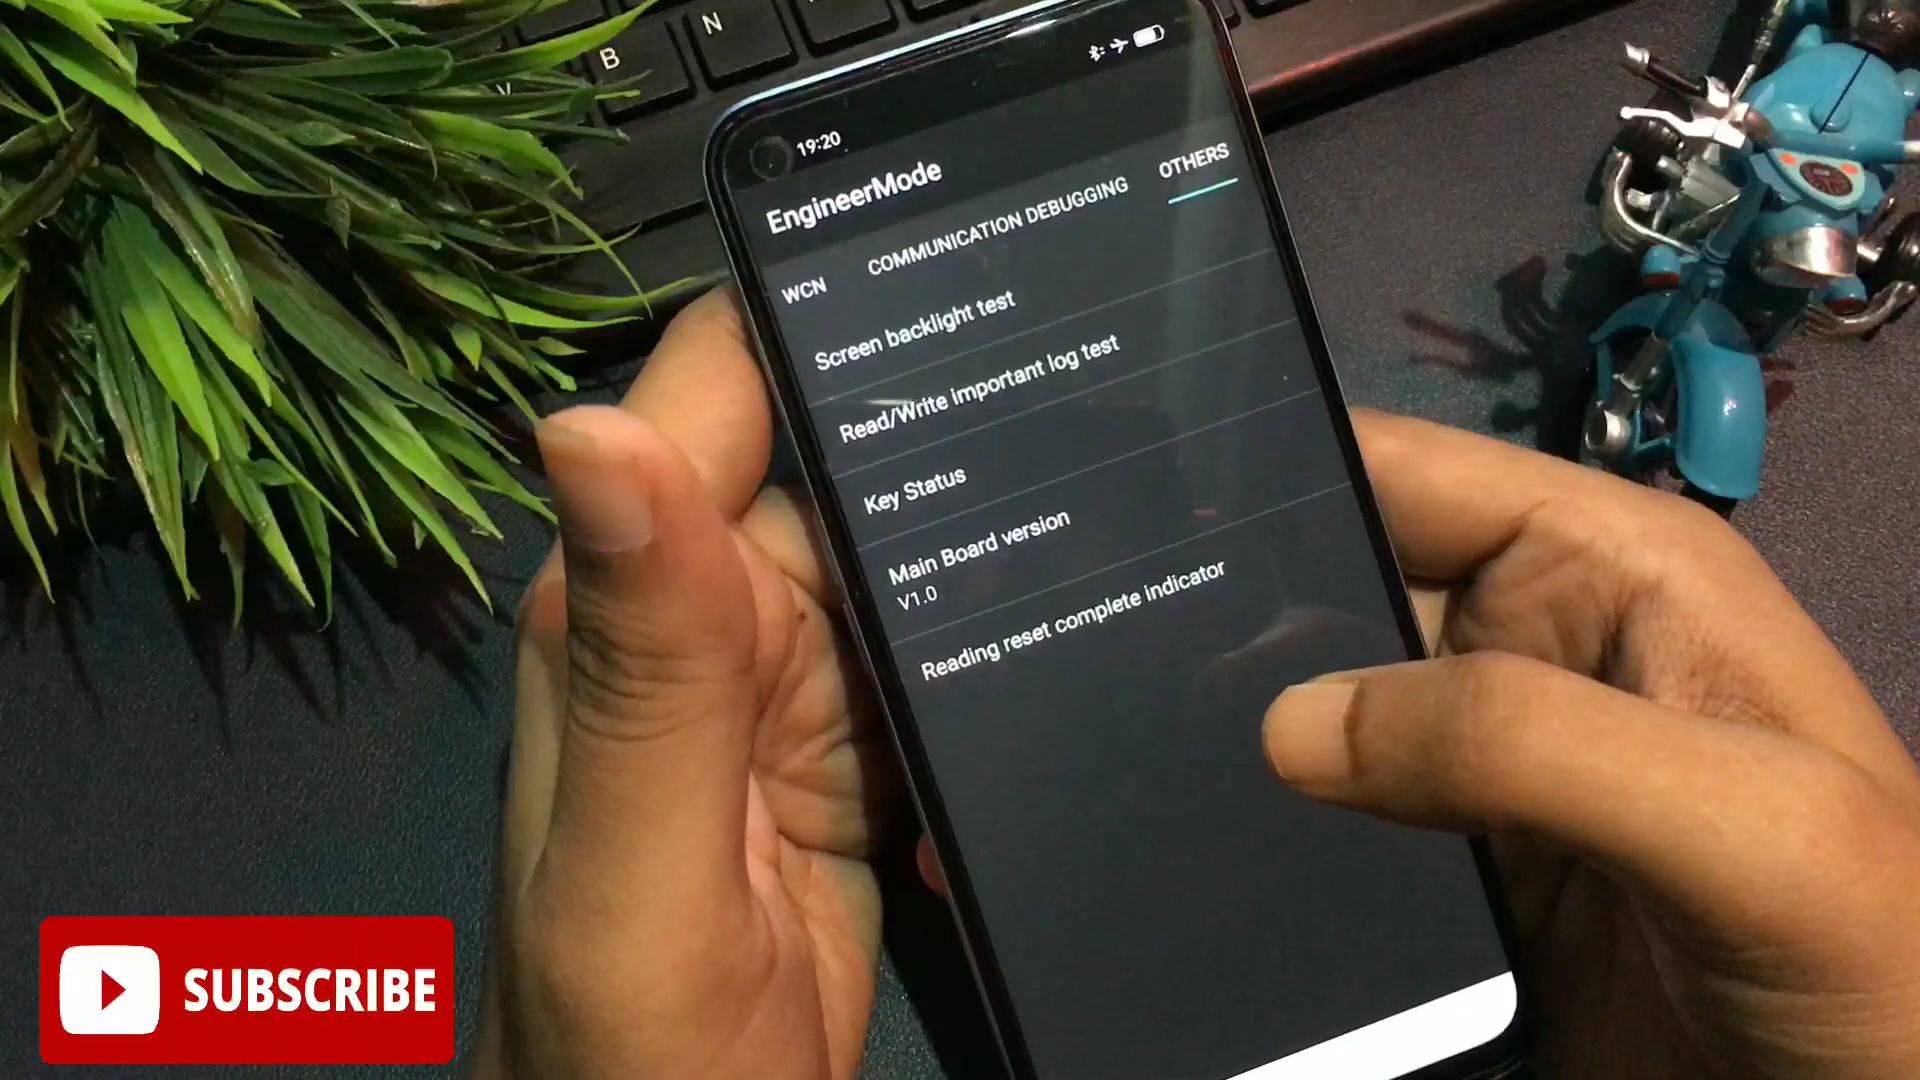 B
N
V
19:20
EngineerMode
WCN
COMMUNICATION DEBUGGING
OTHERS
Screen backlight test
Read/Write important log test
Key Status
Main Board version
V1.0
Reading reset complete indicator
SUBSCRIBE